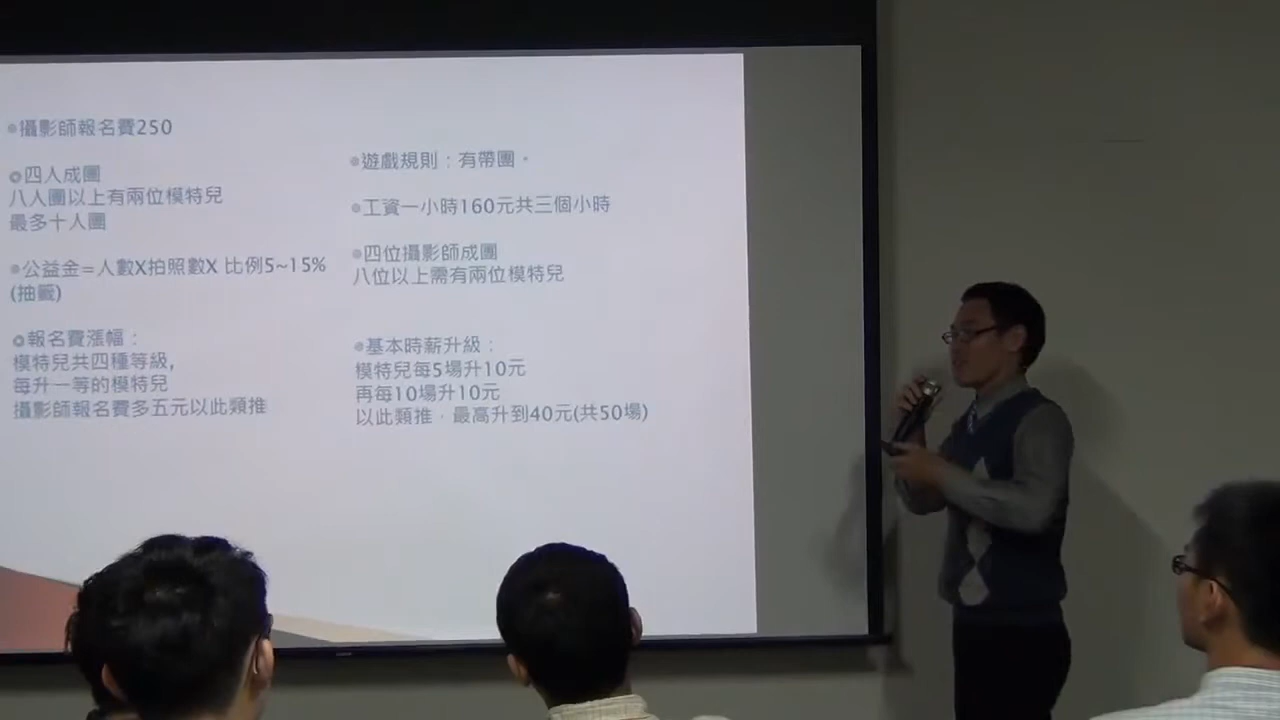 攝影師報名費250
四人成團
八人團以上有兩位模特兒
最多十人團
公益金=人數X拍照數X 比例5~15%
(抽籤)
報名費漲幅：
模特兒共四種等級,
每升一等的模特兒
攝影師報名費多五元以此類推
遊戲規則：有帶團。
工資一小時160元共三個小時
四位攝影師成團
八位以上需有兩位模特兒
基本時薪升級：
模特兒每5場升10元
再每10場升10元
以此類推，最高升到40元(共50場)